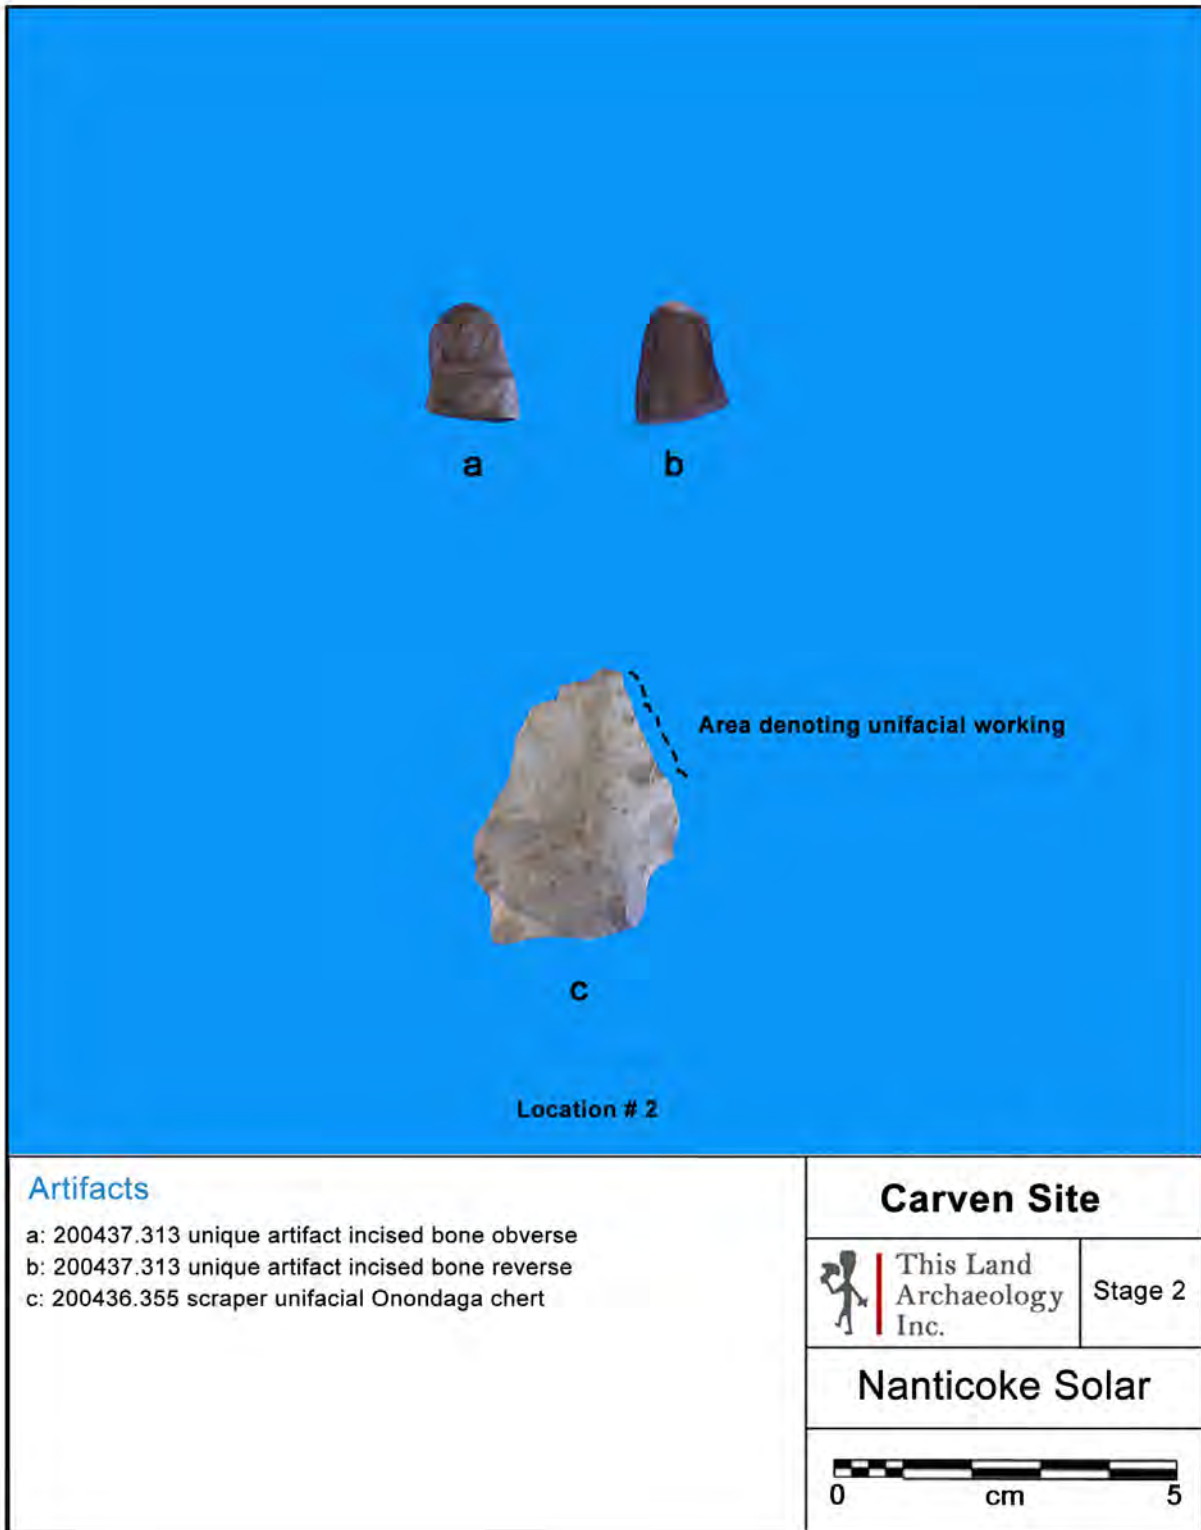 a
b
Area denoting unifacial working
c
Location # 2
Artifacts
a: 200437.313 unique artifact incised bone obverse
b: 200437.313 unique artifact incised bone reverse
c: 200436.355 scraper unifacial Onondaga chert
Carven Site
This Land
Archaeology
Inc.
Stage 2
Nanticoke Solar
0 cm 5